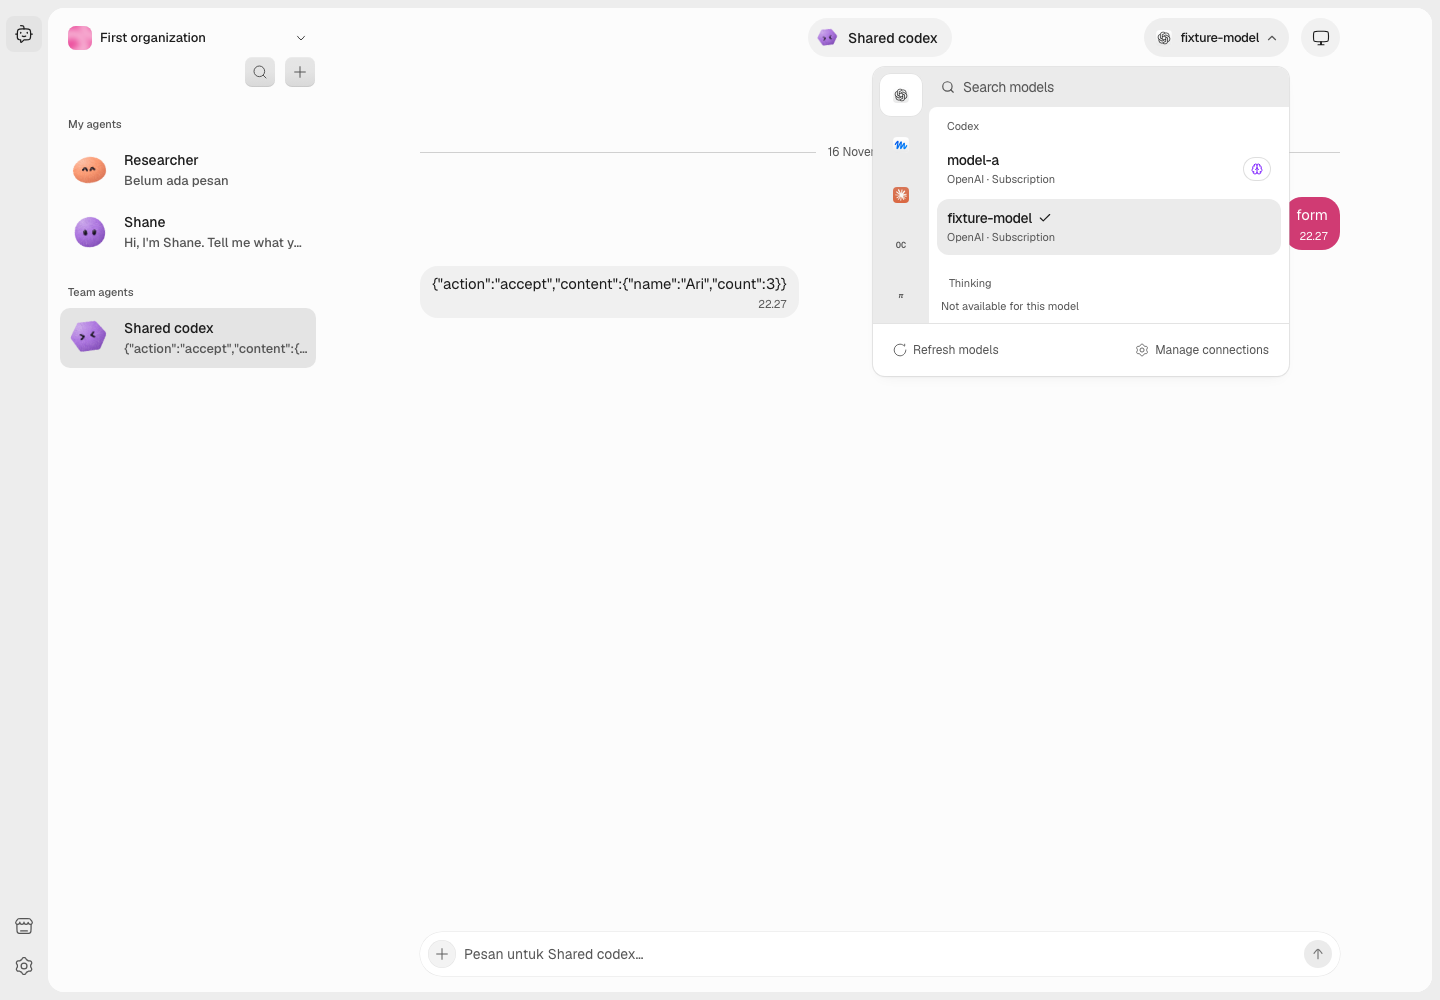 First organization
Shared codex
fixture-model
My agents
Researcher
Belum ada pesan
Shane
Hi, I'm Shane. Tell me what y...
Team agents
Shared codex
{"action":"accept","content":{...
16 Nover
form
22.27
{"action":"accept","content":{"name":"Ari","count":3}}
22.27
Search models
Codex
model-a
OpenAI · Subscription
fixture-model
OpenAI · Subscription
Thinking
Not available for this model
OC
π
Refresh models
Manage connections
Pesan untuk Shared codex...